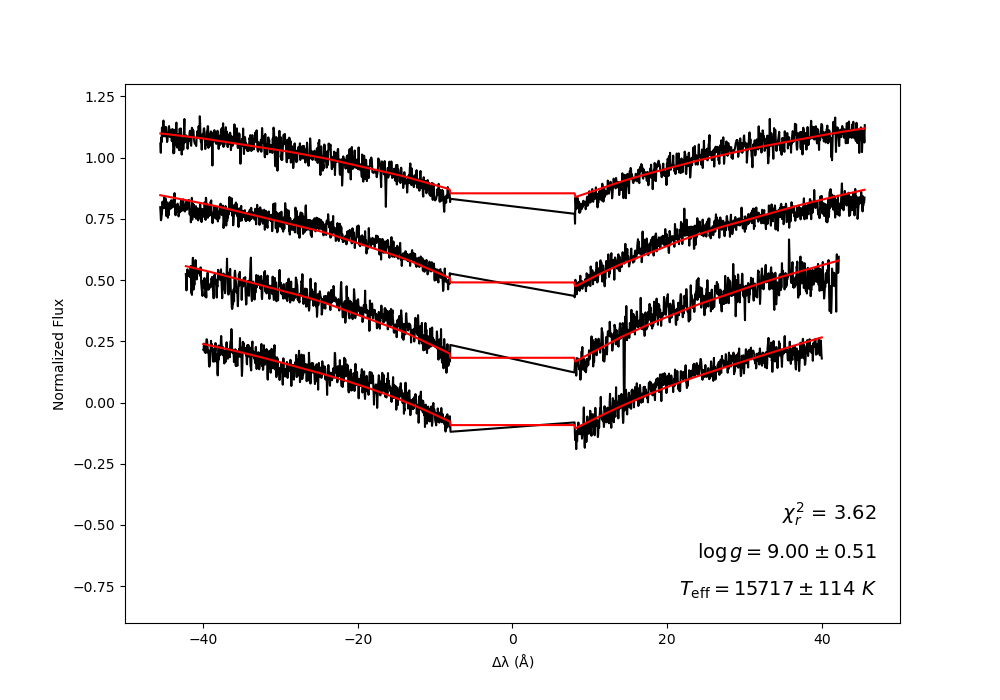 1.25
1.00
0.75
0.50
0.25
0.00
−0.25
−0.50
−0.75
Normalized Flux
χ²ᵣ = 3.62
log g = 9.00 ± 0.51
T_eff = 15717 ± 114 K
−40
−20
0
20
40
Δλ (Å)